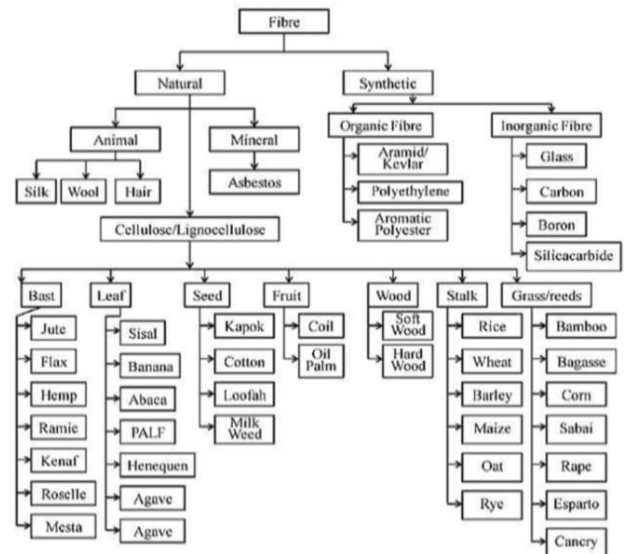 Fibre
Natural
Synthetic
Animal
Mineral
Organic Fibre
Inorganic Fibre
Silk
Wool
Hair
Asbestos
Aramid/
Kevlar
Polyethylene
Aromatic
Polyester
Glass
Carbon
Boron
Silicacarbide
Cellulose/Lignocellulose
Bast
Leaf
Seed
Fruit
Wood
Stalk
Grass/reeds
Jute
Flax
Hemp
Ramie
Kenaf
Roselle
Mesta
Sisal
Banana
Abaca
PALF
Henequen
Agave
Agave
Kapok
Cotton
Loofah
Milk
Weed
Coil
Oil
Palm
Soft
Wood
Hard
Wood
Rice
Wheat
Barley
Maize
Oat
Rye
Bamboo
Bagasse
Corn
Sabai
Rape
Esparto
Canery